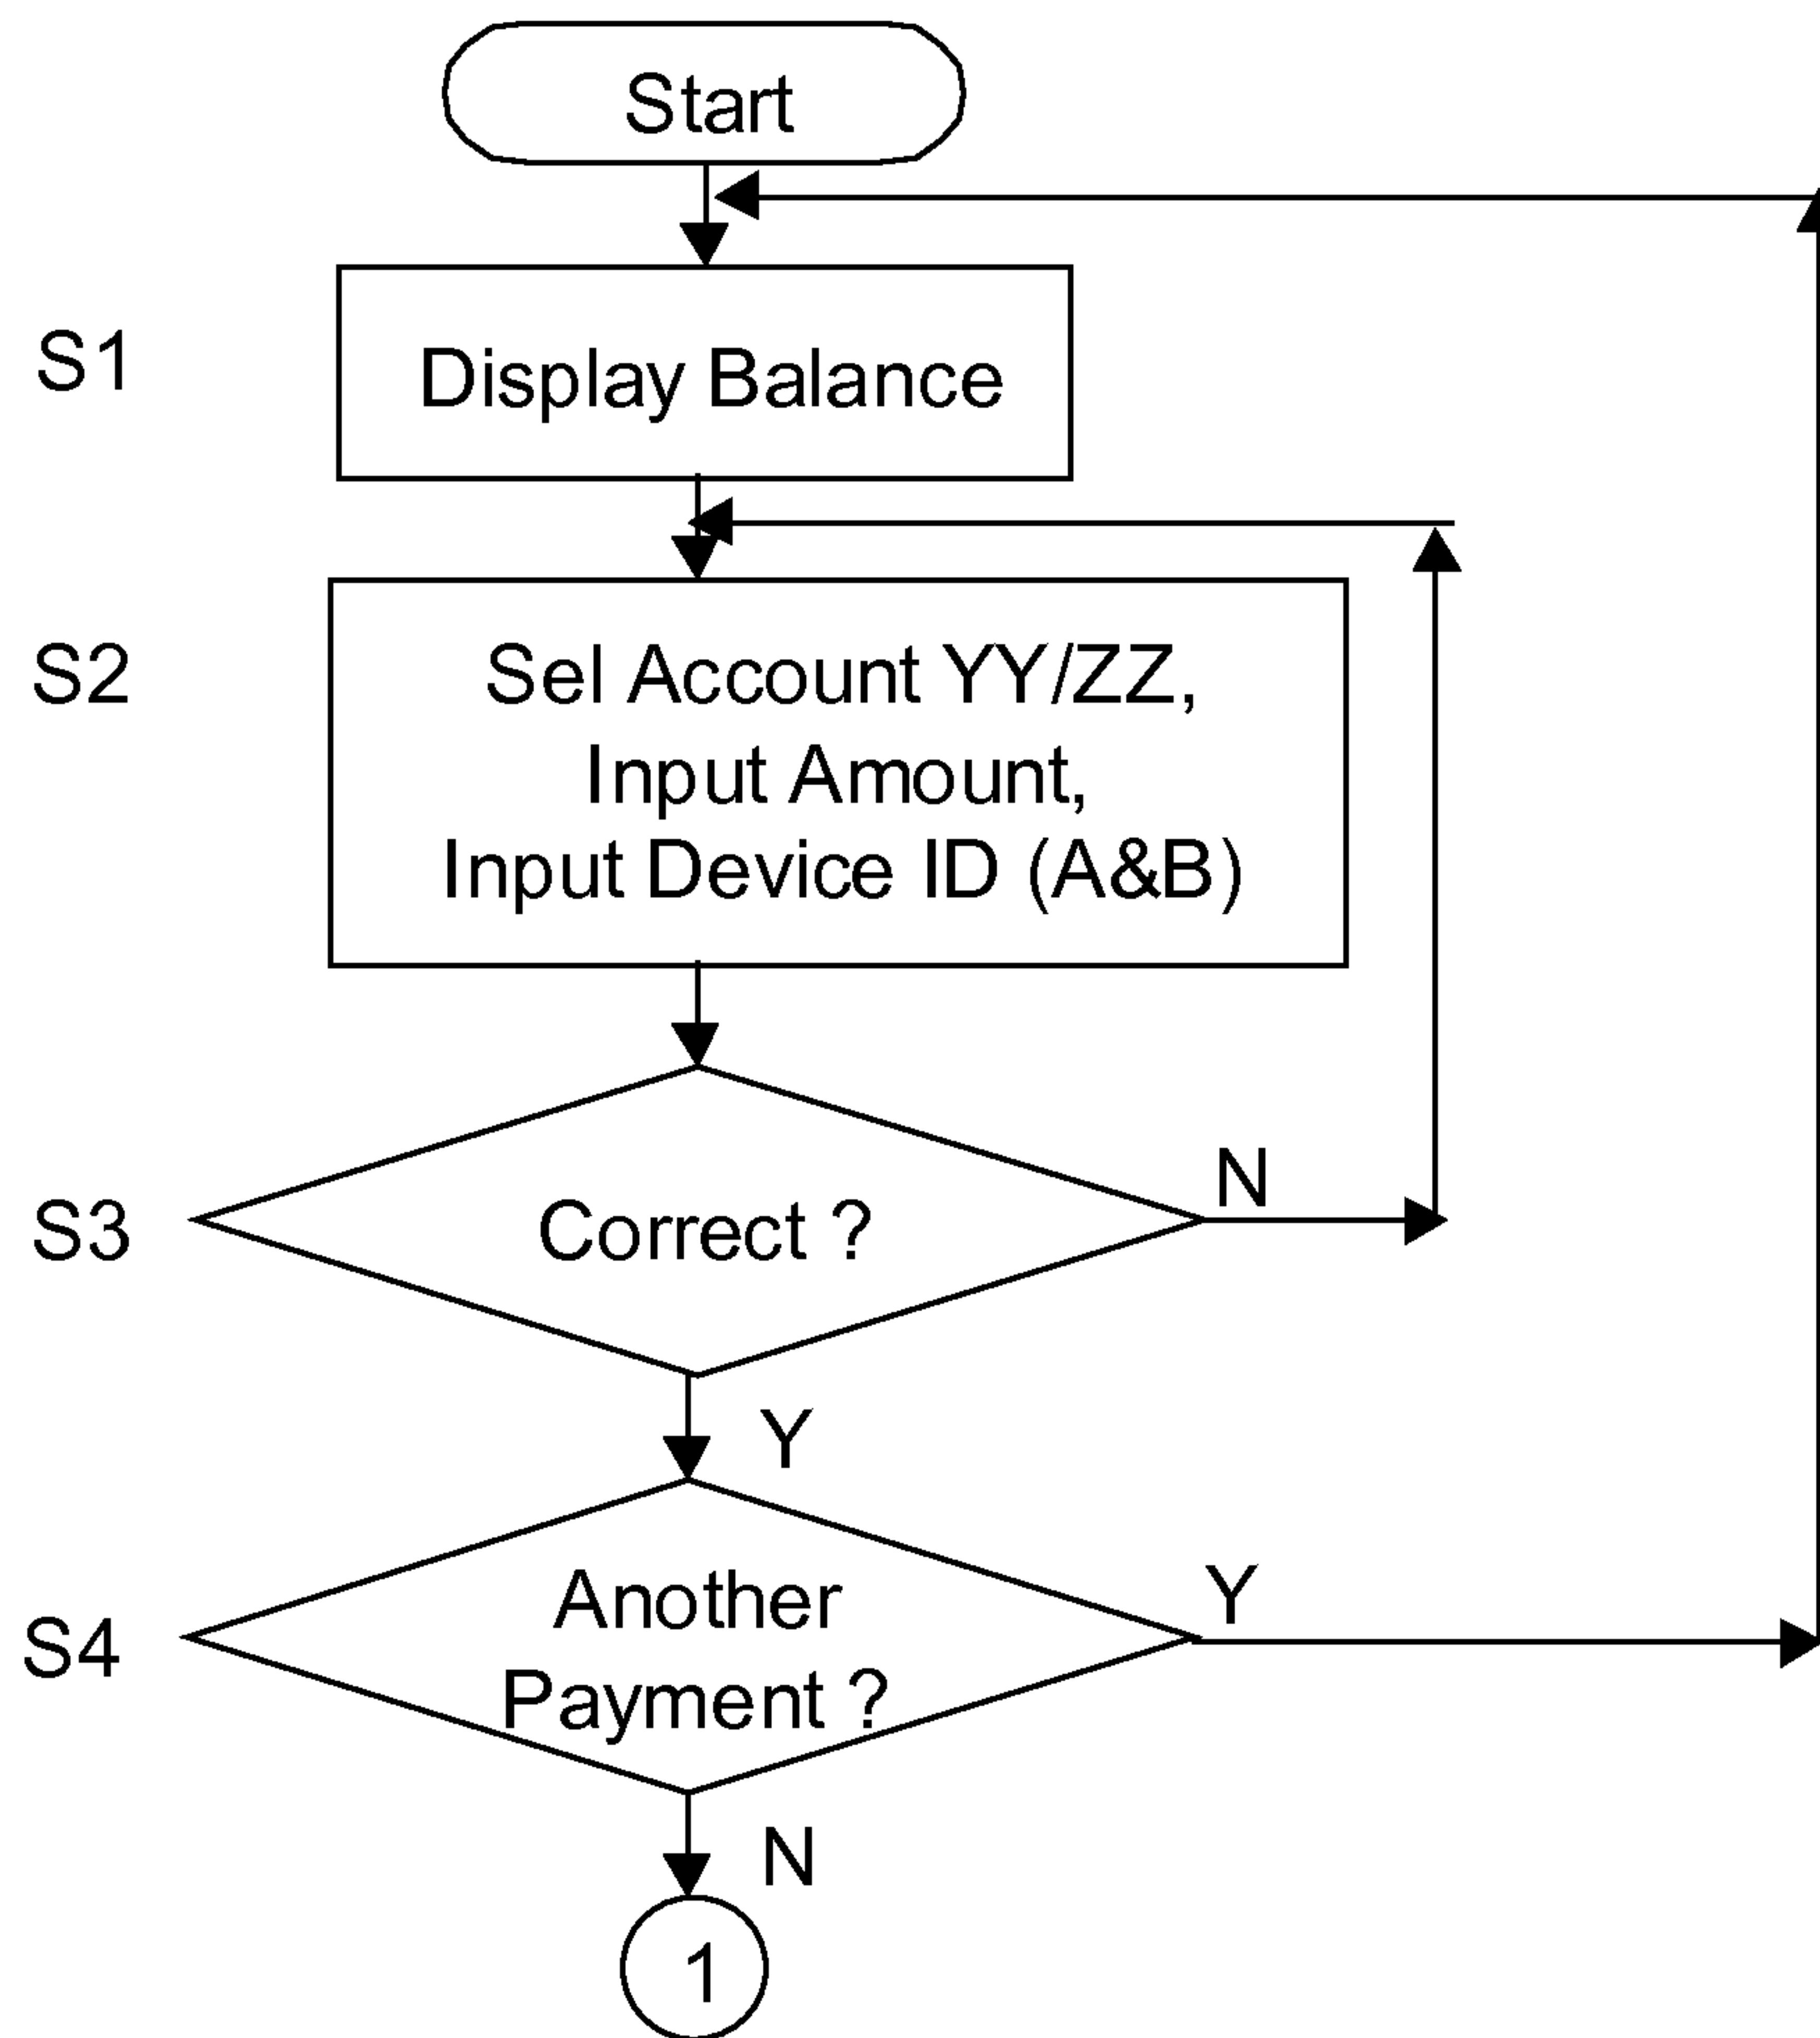 Start
S1
Display Balance
S2
Sel Account YY/ZZ,
Input Amount,
Input Device ID (A&B)
S3
Correct ?
N
Y
S4
Another
Payment ?
Y
N
1